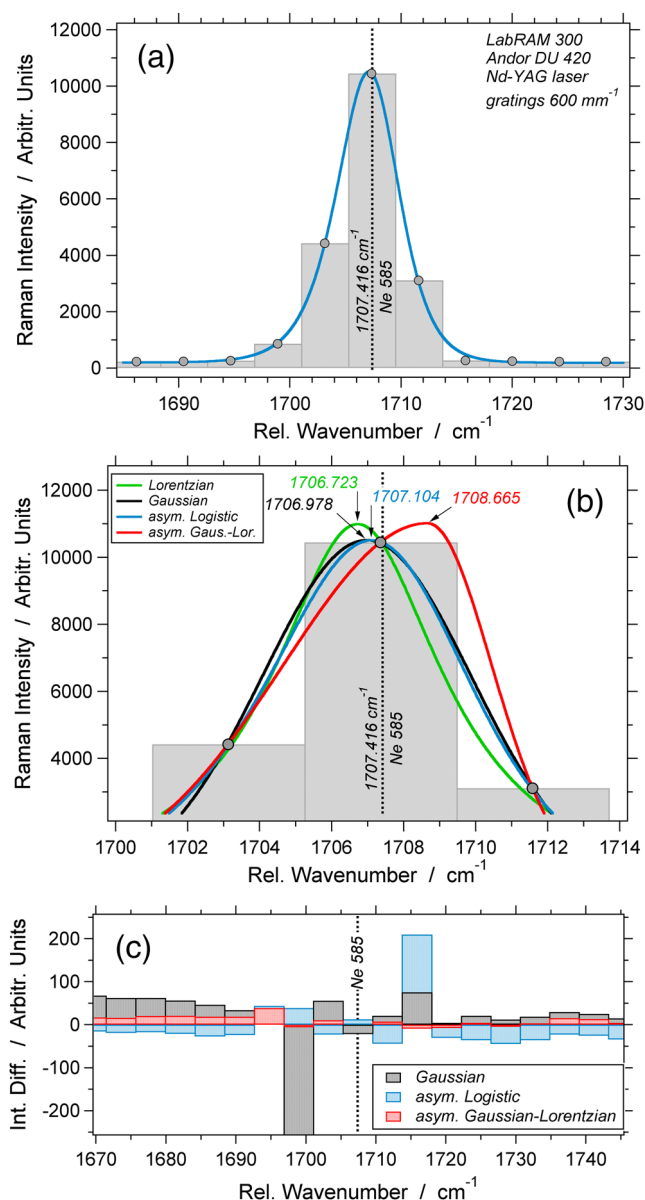 (a)
LabRAM 300
Andor DU 420
Nd-YAG laser
gratings 600 mm⁻¹
12000
10000
8000
6000
4000
2000
0
Raman Intensity / Arbitr. Units
1707.416 cm⁻¹
Ne 585
1690 1700 1710 1720 1730
Rel. Wavenumber / cm⁻¹
(b)
Lorentzian
Gaussian
asym. Logistic
asym. Gaus.-Lor.
1706.723
1706.978
1707.104
1708.665
12000
10000
8000
6000
4000
Raman Intensity / Arbitr. Units
1707.416 cm⁻¹
Ne 585
1700 1702 1704 1706 1708 1710 1712 1714
Rel. Wavenumber / cm⁻¹
(c)
Ne 585
200
100
0
-100
-200
Int. Diff. / Arbitr. Units
Gaussian
asym. Logistic
asym. Gaussian-Lorentzian
1670 1680 1690 1700 1710 1720 1730 1740
Rel. Wavenumber / cm⁻¹